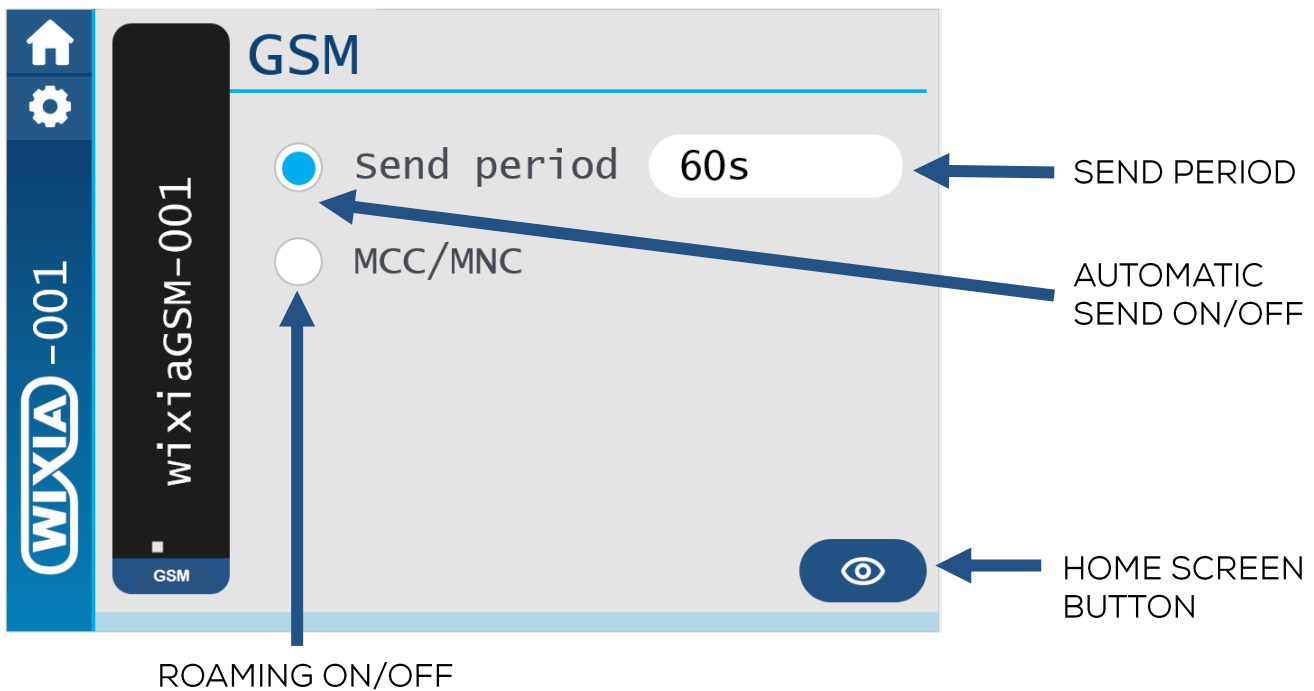 GSM
Send period 60s
MCC/MNC
WIXIA-001
wixiaGSM-001
GSM
SEND PERIOD
AUTOMATIC
SEND ON/OFF
HOME SCREEN
BUTTON
ROAMING ON/OFF